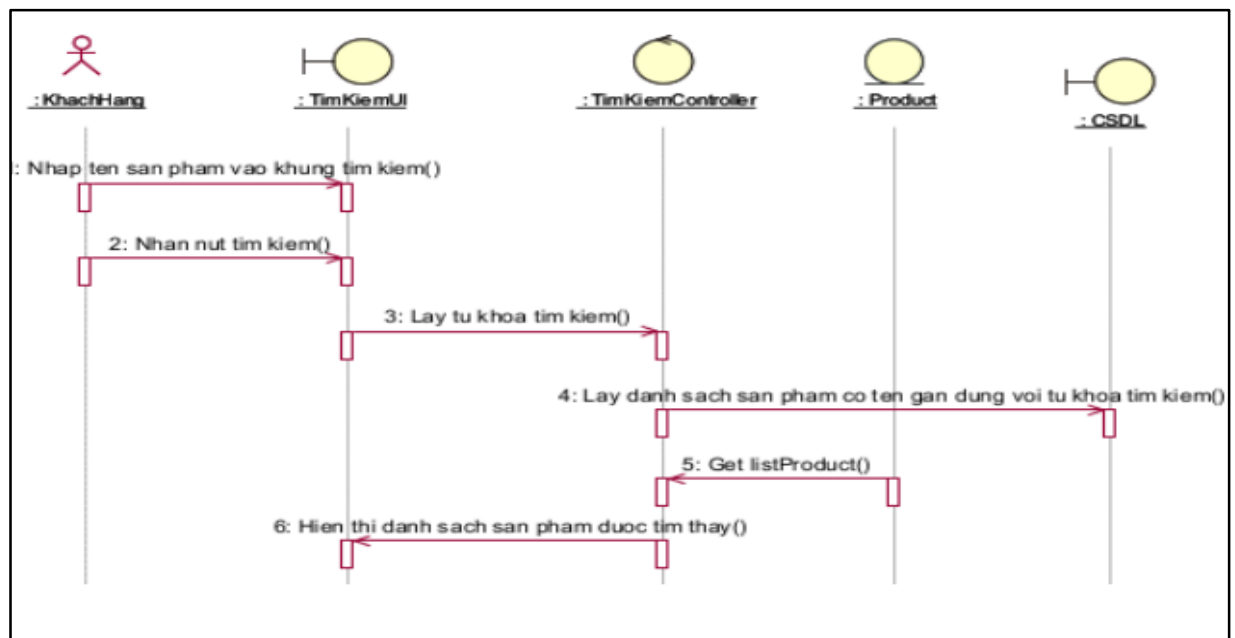 : KhachHang
: TimKiemUI
: TimKiemController
: Product
: CSDL
: Nhap ten san pham vao khung tim kiem()
2: Nhan nut tim kiem()
3: Lay tu khoa tim kiem()
4: Lay danh sach san pham co ten gan dung voi tu khoa tim kiem()
5: Get listProduct()
6: Hien thi danh sach san pham duoc tim thay()